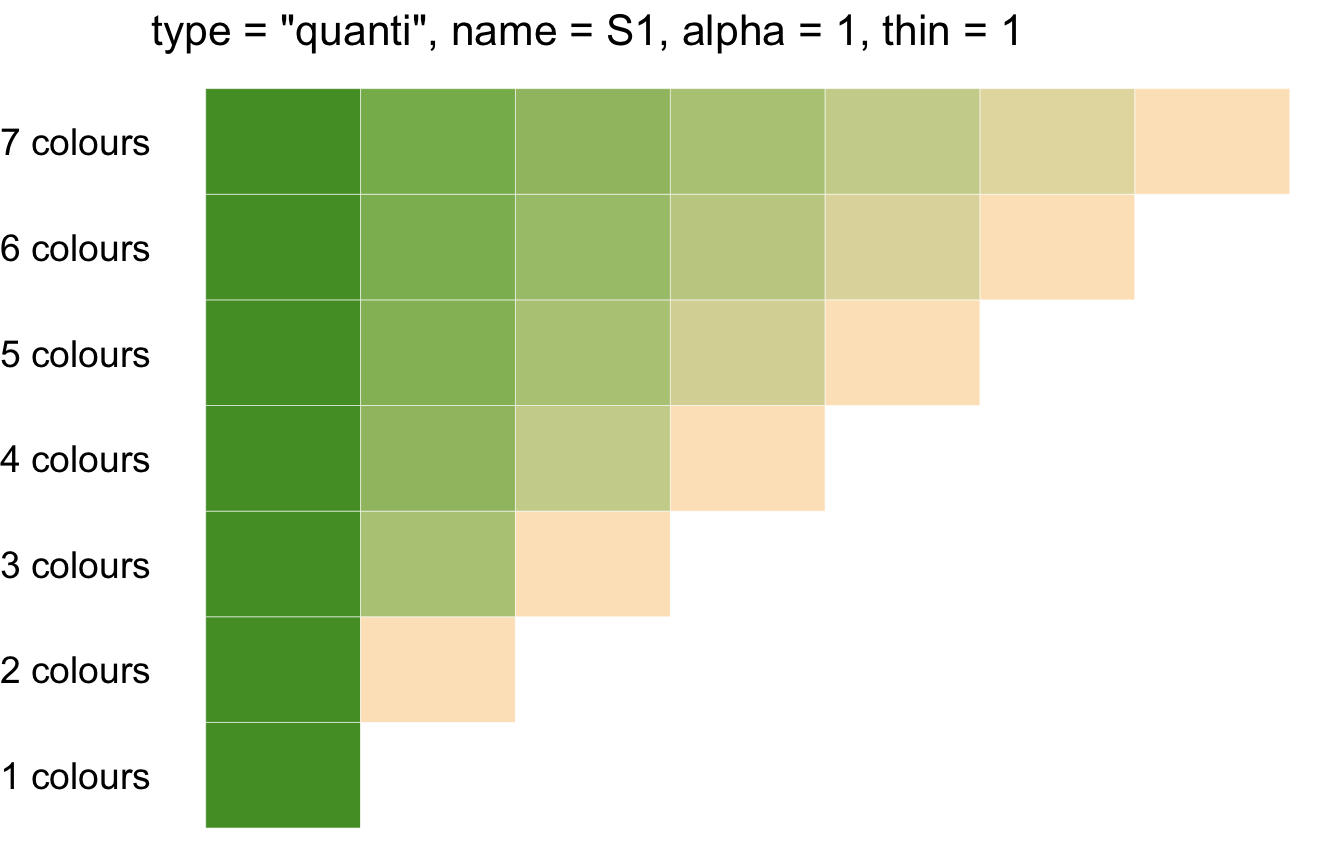 type = "quanti", name = S1, alpha = 1, thin = 1
7 colours
6 colours
5 colours
4 colours
3 colours
2 colours
1 colours